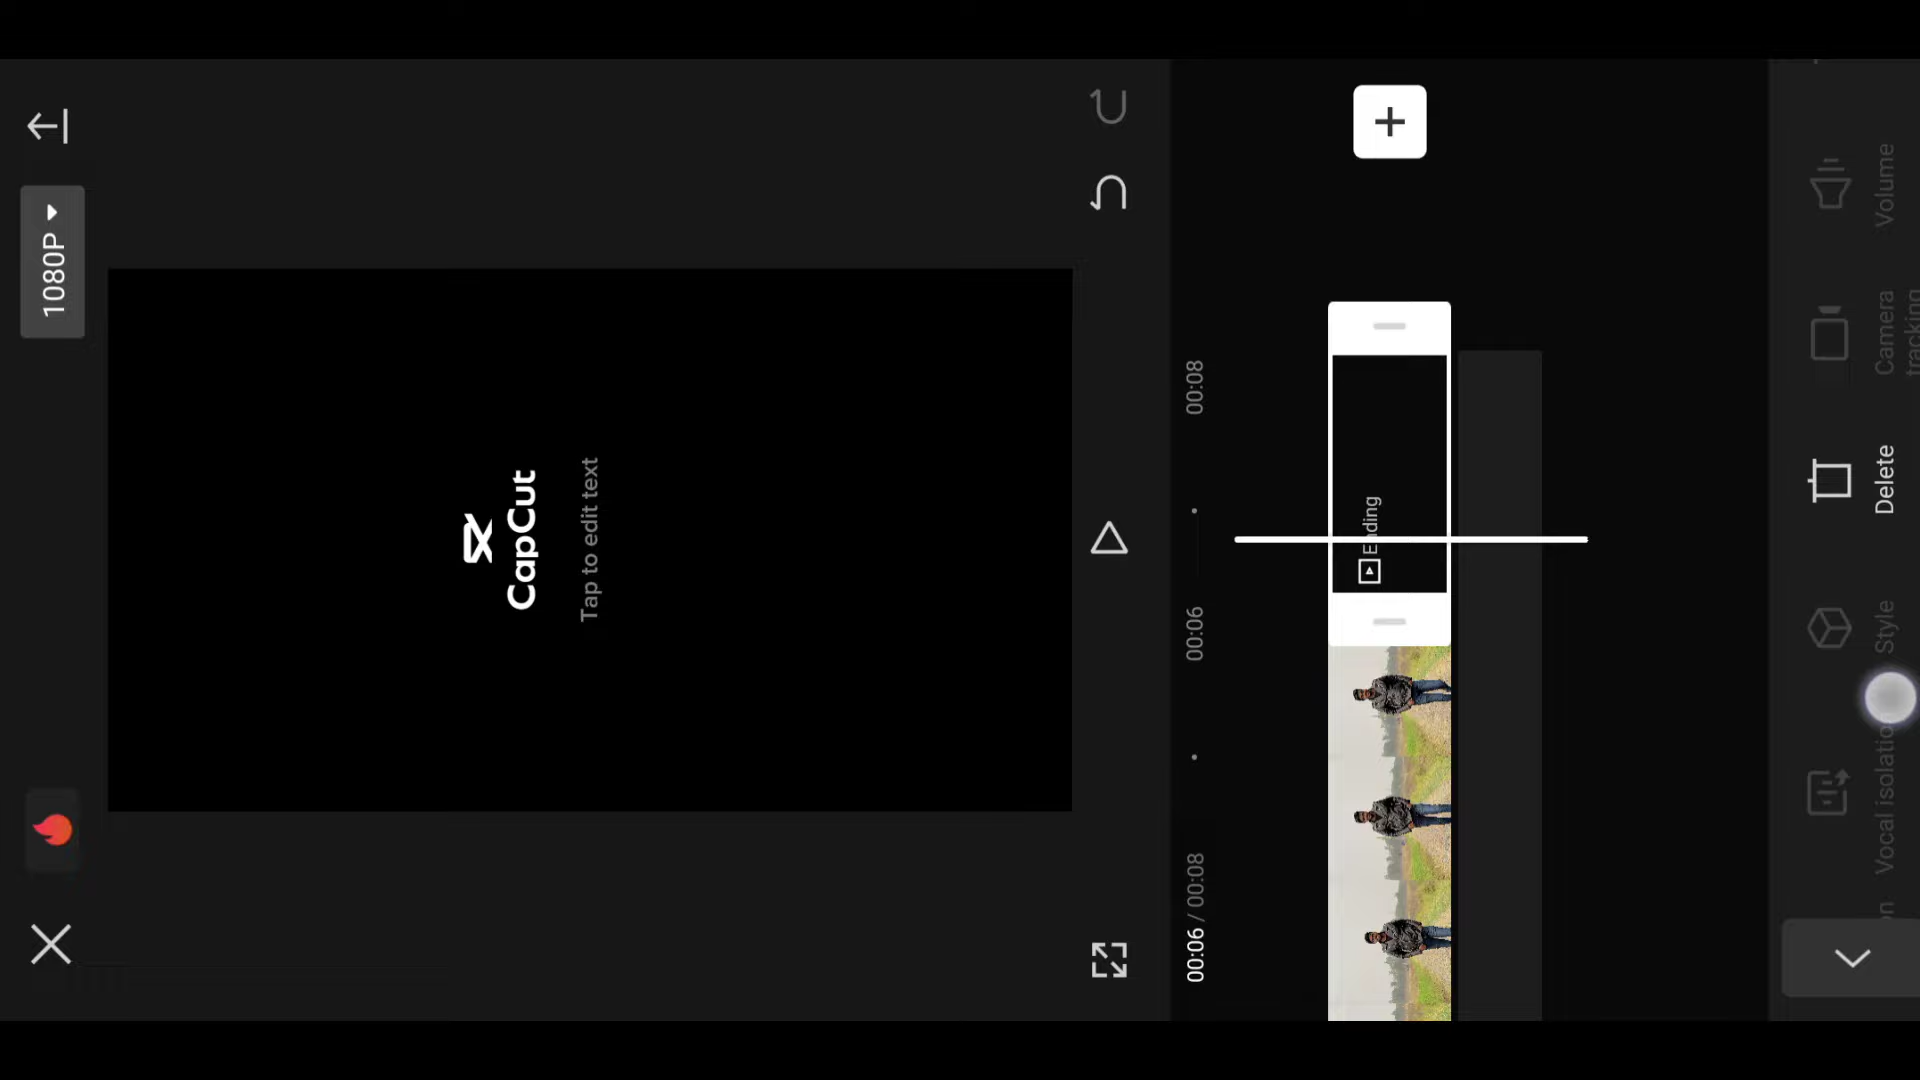 1080P
CapCut
Tap to edit text
00:06 / 00:08
00:06
00:08
Ending
Vocal isolation
Style
Delete
Camera
tracking
Volume